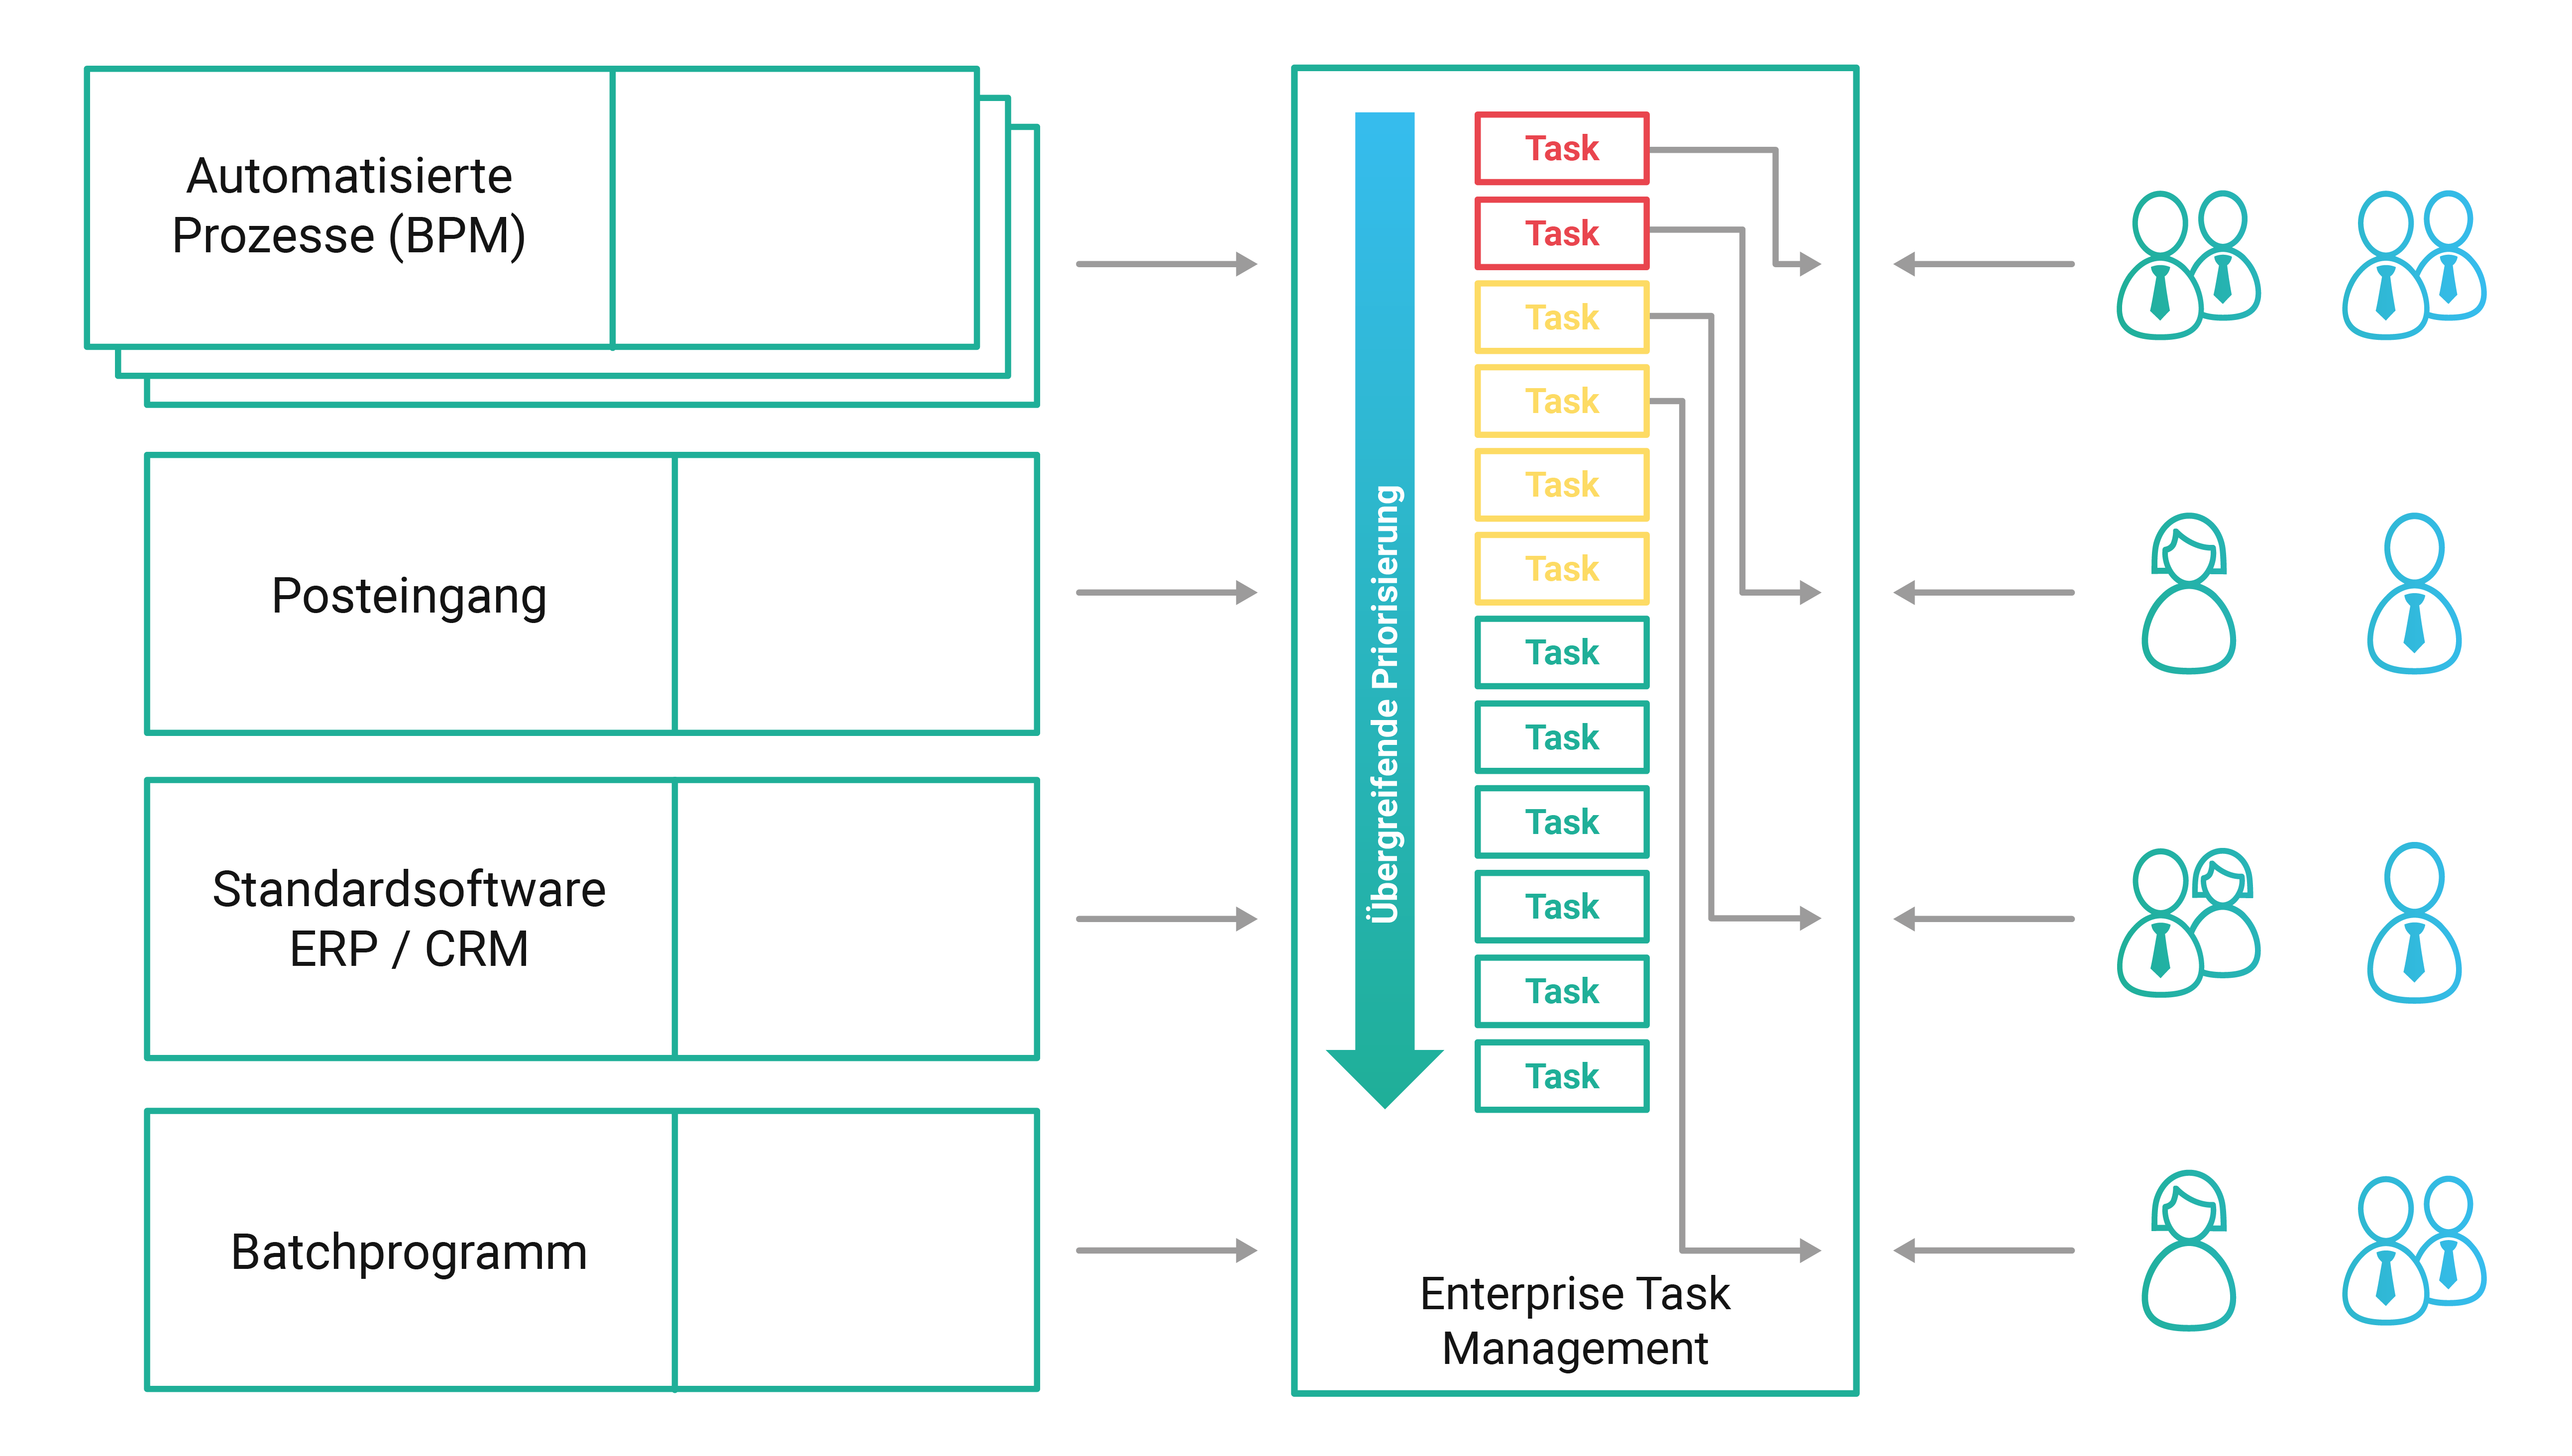 Automatisierte
Prozesse (BPM)
Posteingang
Standardsoftware
ERP / CRM
Batchprogramm
Übergreifende Priorisierung
Task
Task
Task
Task
Task
Task
Task
Task
Task
Task
Task
Task
Enterprise Task
Management